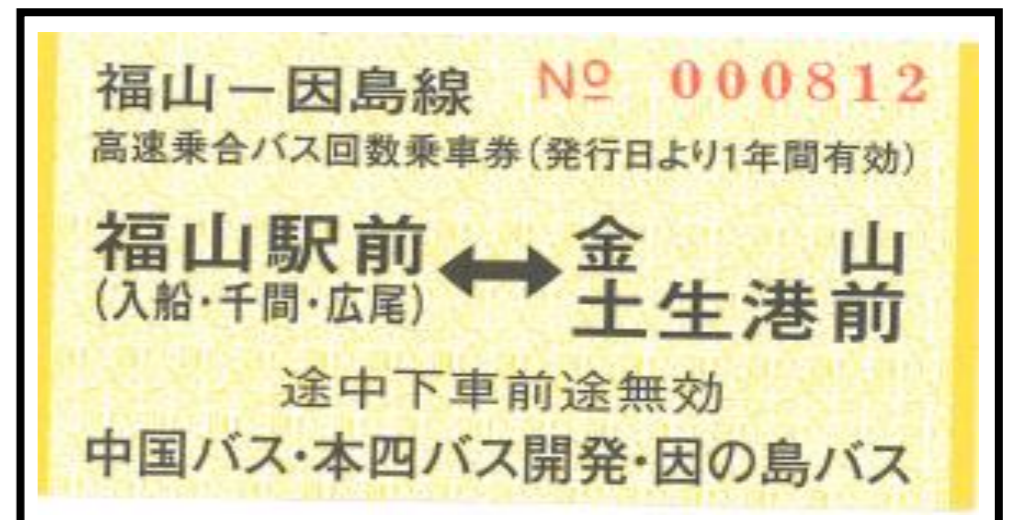 福山－因島線 Nº 000812
高速乗合バス回数乗車券(発行日より1年間有効)
福山駅前 ↔ 金山
(入船・千間・広尾) 土生港前
途中下車前途無効
中国バス・本四バス開発・因の島バス